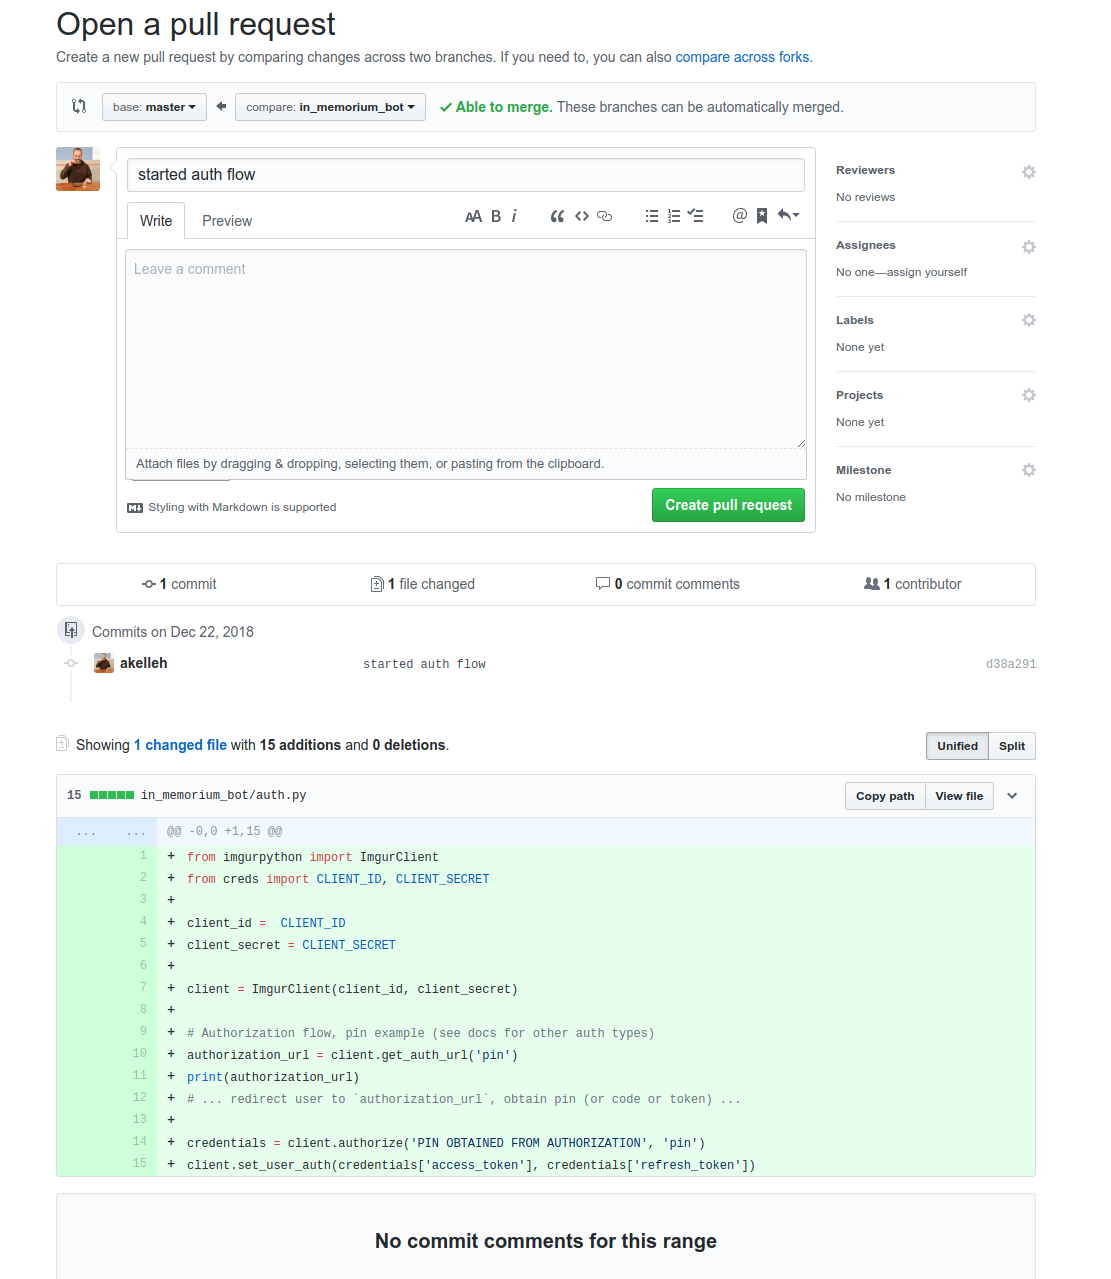 Open a pull request
Create a new pull request by comparing changes across two branches. If you need to, you can also compare across forks.
base: master compare: in_memorium_bot Able to merge. These branches can be automatically merged.
started auth flow
Write Preview AA B i @
Leave a comment
Attach files by dragging & dropping, selecting them, or pasting from the clipboard.
Styling with Markdown is supported Create pull request
Reviewers
No reviews
Assignees
No one—assign yourself
Labels
None yet
Projects
None yet
Milestone
No milestone
1 commit 1 file changed 0 commit comments 1 contributor
Commits on Dec 22, 2018
akelleh started auth flow d38a291
Showing 1 changed file with 15 additions and 0 deletions. Unified Split
15 in_memorium_bot/auth.py Copy path View file
... ... @@ -0,0 +1,15 @@
1 + from imgurpython import ImgurClient
2 + from creds import CLIENT_ID, CLIENT_SECRET
3 +
4 + client_id =  CLIENT_ID
5 + client_secret = CLIENT_SECRET
6 +
7 + client = ImgurClient(client_id, client_secret)
8 +
9 + # Authorization flow, pin example (see docs for other auth types)
10 + authorization_url = client.get_auth_url('pin')
11 + print(authorization_url)
12 + # ... redirect user to `authorization_url`, obtain pin (or code or token) ...
13 +
14 + credentials = client.authorize('PIN OBTAINED FROM AUTHORIZATION', 'pin')
15 + client.set_user_auth(credentials['access_token'], credentials['refresh_token'])
No commit comments for this range